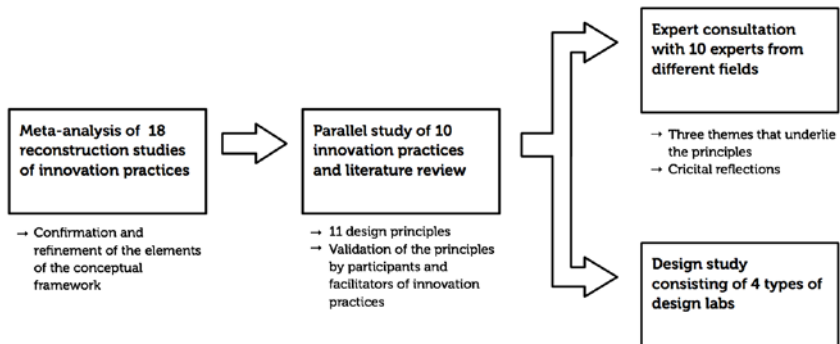 Meta-analysis of 18
reconstruction studies
of innovation practices
→ Confirmation and
refinement of the elements
of the conceptual
framework
Parallel study of 10
innovation practices
and literature review
→ 11 design principles
→ Validation of the principles
by participants and
facilitators of innovation
practices
Expert consultation
with 10 experts from
different fields
→ Three themes that underlie
the principles
→ Cricital reflections
Design study
consisting of 4 types of
design labs